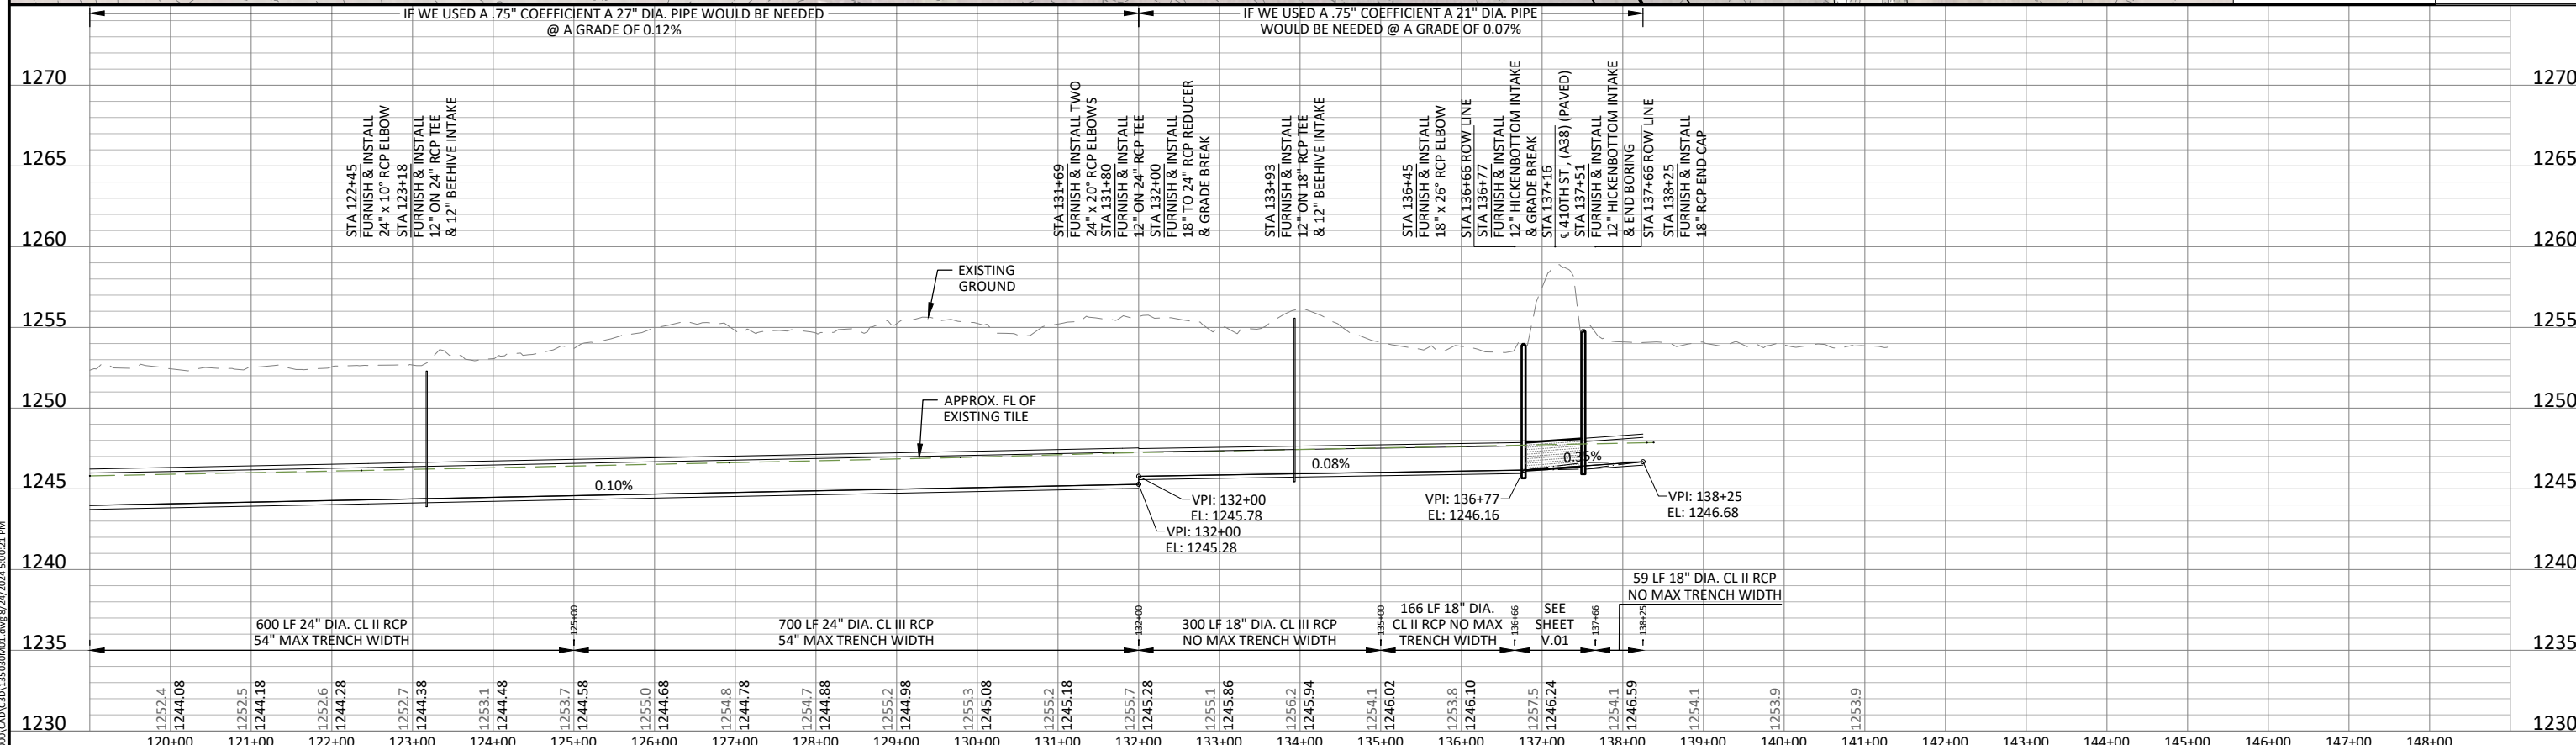 IF WE USED A .75" COEFFICIENT A 27" DIA. PIPE WOULD BE NEEDED
@ A GRADE OF 0.12%
IF WE USED A .75" COEFFICIENT A 21" DIA. PIPE
WOULD BE NEEDED @ A GRADE OF 0.07%
1270
1265
1260
1255
1250
1245
1240
1235
1230
1270
1265
1260
1255
1250
1245
1240
1235
1230
STA 122+45
FURNISH & INSTALL
24" x 10° RCP ELBOW
STA 123+18
FURNISH & INSTALL
12" ON 24" RCP TEE
& 12" BEEHIVE INTAKE
STA 131+69
FURNISH & INSTALL TWO
24" x 20° RCP ELBOWS
STA 131+80
FURNISH & INSTALL
12" ON 24" RCP TEE
STA 132+00
FURNISH & INSTALL
18" TO 24" RCP REDUCER
& GRADE BREAK
STA 133+93
FURNISH & INSTALL
12" ON 18" RCP TEE
& 12" BEEHIVE INTAKE
STA 136+45
FURNISH & INSTALL
18" x 26° RCP ELBOW
STA 136+66 ROW LINE
STA 136+77
FURNISH & INSTALL
12" HICKENBOTTOM INTAKE
& GRADE BREAK
STA 137+16
℄ 410TH ST, (A38) (PAVED)
STA 137+51
FURNISH & INSTALL
12" HICKENBOTTOM INTAKE
& END BORING
STA 137+66 ROW LINE
STA 138+25
FURNISH & INSTALL
18" RCP END CAP
EXISTING
GROUND
APPROX. FL OF
EXISTING TILE
0.10%
0.08%
0.35%
VPI: 132+00
EL: 1245.78
VPI: 132+00
EL: 1245.28
VPI: 136+77
EL: 1246.16
VPI: 138+25
EL: 1246.68
600 LF 24" DIA. CL II RCP
54" MAX TRENCH WIDTH
125+00
700 LF 24" DIA. CL III RCP
54" MAX TRENCH WIDTH
132+00
300 LF 18" DIA. CL III RCP
NO MAX TRENCH WIDTH
135+00
166 LF 18" DIA.
CL II RCP NO MAX
TRENCH WIDTH
136+66
SEE
SHEET
V.01
137+66
138+25
59 LF 18" DIA. CL II RCP
NO MAX TRENCH WIDTH
1252.4
1244.08
1252.5
1244.18
1252.6
1244.28
1252.7
1244.38
1253.1
1244.48
1253.7
1244.58
1255.0
1244.68
1254.8
1244.78
1254.7
1244.88
1255.2
1244.98
1255.3
1245.08
1255.2
1245.18
1255.7
1245.28
1255.1
1245.86
1256.2
1245.94
1254.1
1246.02
1253.8
1246.10
1257.5
1246.24
1254.1
1246.59
1254.1
1253.9
1253.9
120+00 121+00 122+00 123+00 124+00 125+00 126+00 127+00 128+00 129+00 130+00 131+00 132+00 133+00 134+00 135+00 136+00 137+00 138+00 139+00 140+00 141+00 142+00 143+00 144+00 145+00 146+00 147+00 148+00